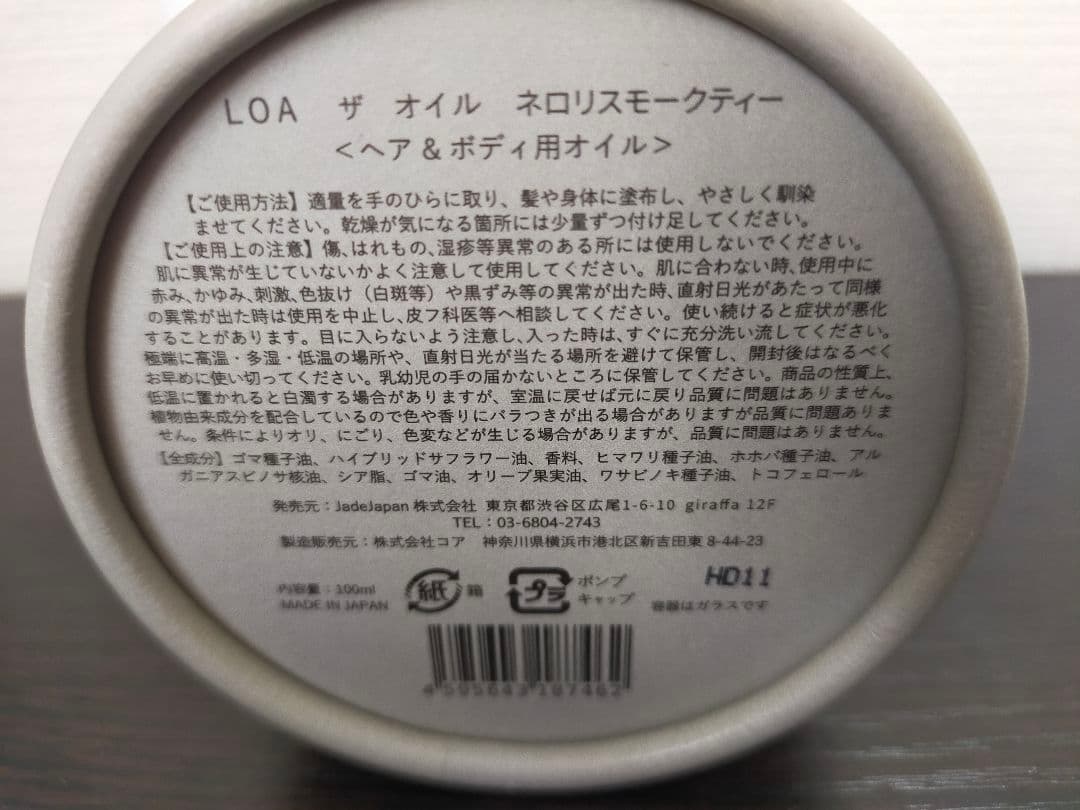 LOA ザ オイル ネロリスモークティー
＜ヘア＆ボディ用オイル＞
【ご使用方法】適量を手のひらに取り、髪や身体に塗布し、やさしく馴染
ませてください。乾燥が気になる箇所には少量ずつ付け足してください。
【ご使用上の注意】傷、はれもの、湿疹等異常のある所には使用しないでください。
肌に異常が生じていないかよく注意して使用してください。肌に合わない時、使用中に
赤み、かゆみ、刺激、色抜け（白斑等）や黒ずみ等の異常が出た時、直射日光があたって同様
の異常が出た時は使用を中止し、皮フ科医等へ相談してください。使い続けると症状が悪化
することがあります。目に入らないよう注意し、入った時は、すぐに充分洗い流してください。
極端に高温・多湿・低温の場所や、直射日光が当たる場所を避けて保管し、開封後はなるべく
お早めに使い切ってください。乳幼児の手の届かないところに保管してください。商品の性質上、
低温に置かれると白濁する場合がありますが、室温に戻せば元に戻り品質に問題はありません。
植物由来成分を配合しているので色や香りにバラつきが出る場合がありますが品質に問題ありま
せん。条件によりオリ、にごり、色変などが生じる場合がありますが、品質に問題はありません。
【全成分】ゴマ種子油、ハイブリッドサフラワー油、香料、ヒマワリ種子油、ホホバ種子油、アル
ガニアスピノサ核油、シア脂、ゴマ油、オリーブ果実油、ワサビノキ種子油、トコフェロール
発売元：JadeJapan株式会社 東京都渋谷区広尾1-6-10 giraffa 12F
TEL：03-6804-2743
製造販売元：株式会社コア 神奈川県横浜市港北区新吉田東8-44-23
内容量：100ml
MADE IN JAPAN
紙 箱
プラ ポンプ
キャップ
HD11
容器はガラスです
4595643187462